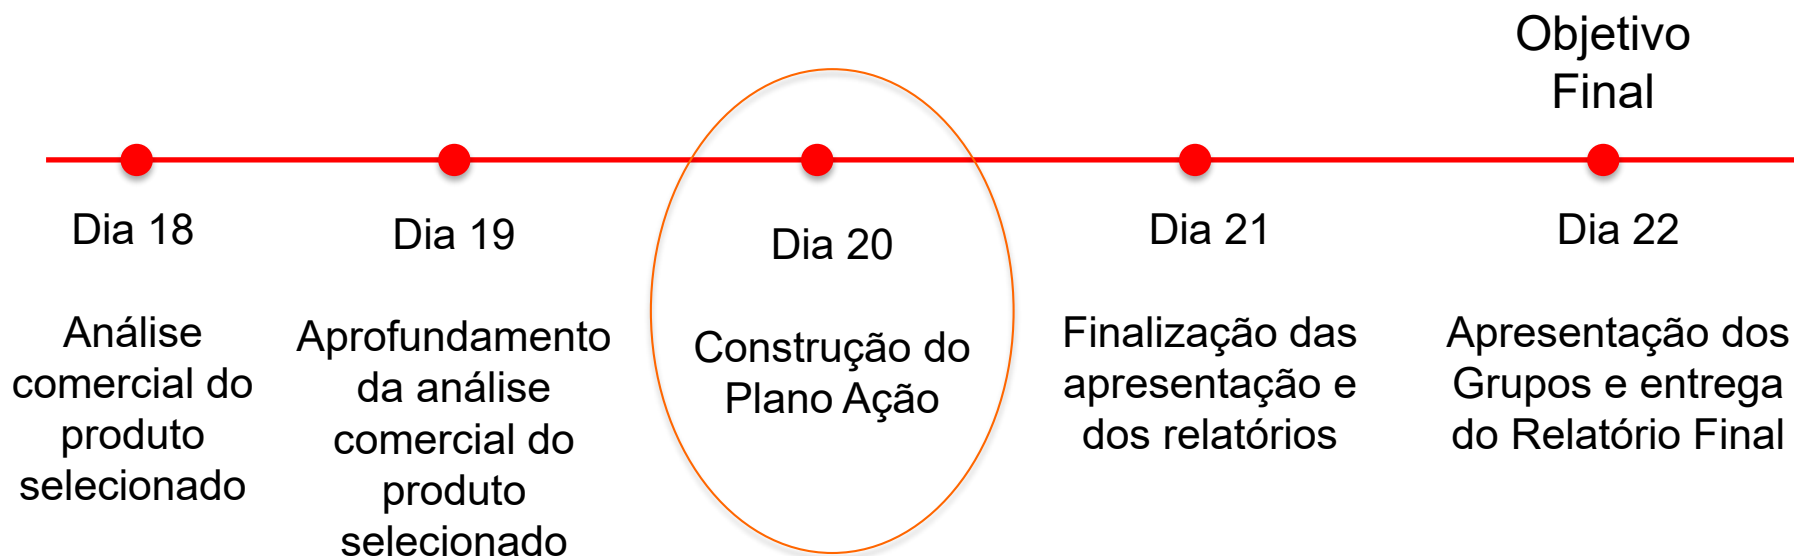 Objetivo
Final
Dia 18
Análise
comercial do
produto
selecionado
Dia 19
Aprofundamento
da análise
comercial do
produto
selecionado
Dia 20
Construção do
Plano Ação
Dia 21
Finalização das
apresentação e
dos relatórios
Dia 22
Apresentação dos
Grupos e entrega
do Relatório Final